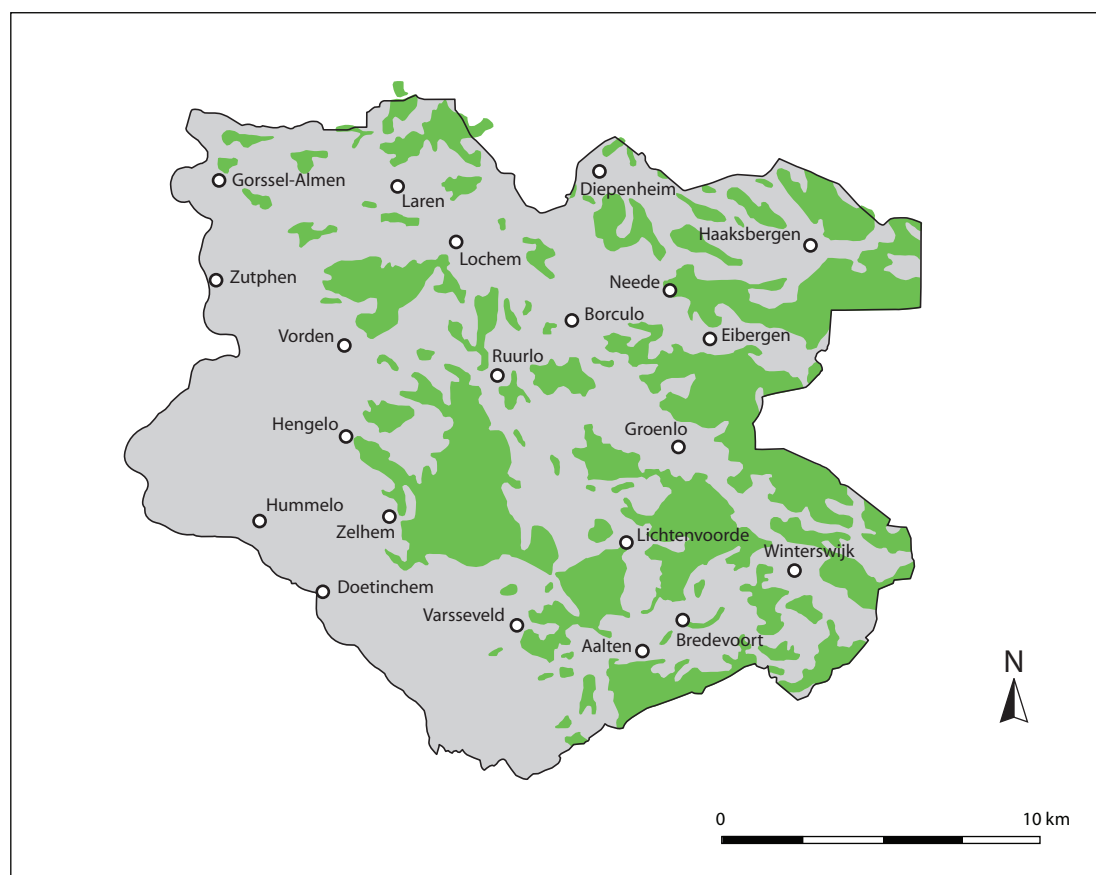 Gorssel-Almen
Laren
Diepenheim
Haaksbergen
Lochem
Zutphen
Neede
Borculo
Eibergen
Vorden
Ruurlo
Hengelo
Groenlo
Hummelo
Zelhem
Lichtenvoorde
Winterswijk
Doetinchem
Varsseveld
Aalten
Bredevoort
N
0
10 km